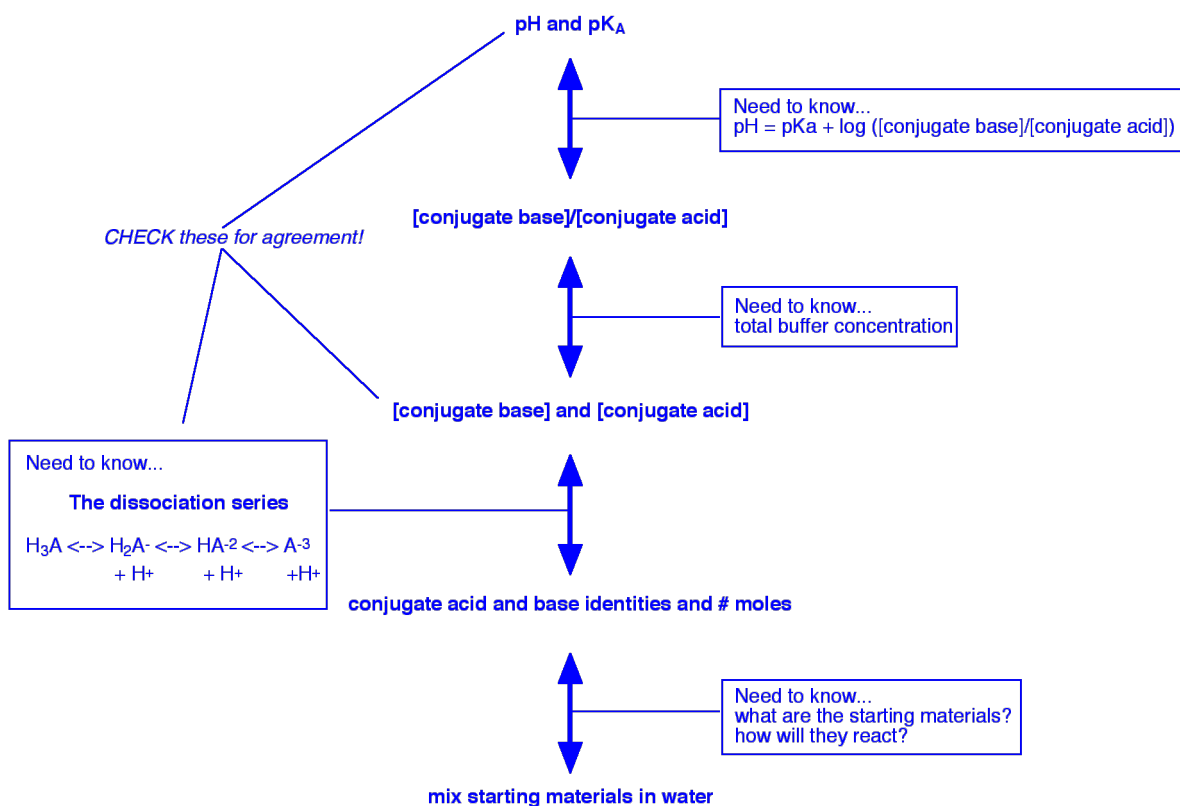 pH and pKA
Need to know...
pH = pKa + log ([conjugate base]/[conjugate acid])
[conjugate base]/[conjugate acid]
CHECK these for agreement!
Need to know...
total buffer concentration
[conjugate base] and [conjugate acid]
Need to know...
The dissociation series
H3A <--> H2A- <--> HA-2 <--> A-3
+ H+ + H+ +H+
conjugate acid and base identities and # moles
Need to know...
what are the starting materials?
how will they react?
mix starting materials in water